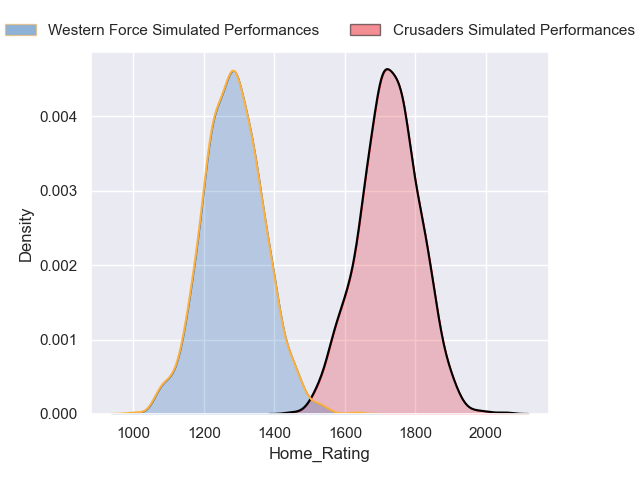 Western Force Simulated Performances
Crusaders Simulated Performances
Density
0.004
0.003
0.002
0.001
0.000
1000
1200
1400
1600
1800
2000
Home_Rating